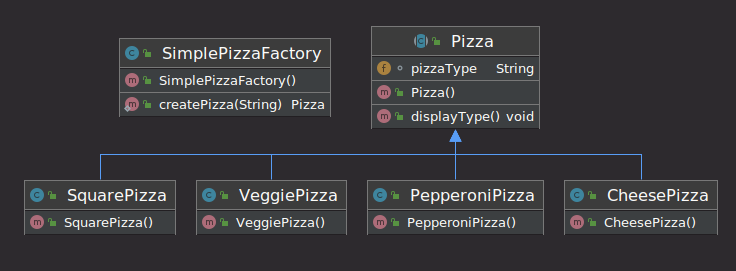 SimplePizzaFactory
SimplePizzaFactory()
createPizza(String) Pizza
Pizza
pizzaType String
Pizza()
displayType() void
SquarePizza
SquarePizza()
VeggiePizza
VeggiePizza()
PepperoniPizza
PepperoniPizza()
CheesePizza
CheesePizza()